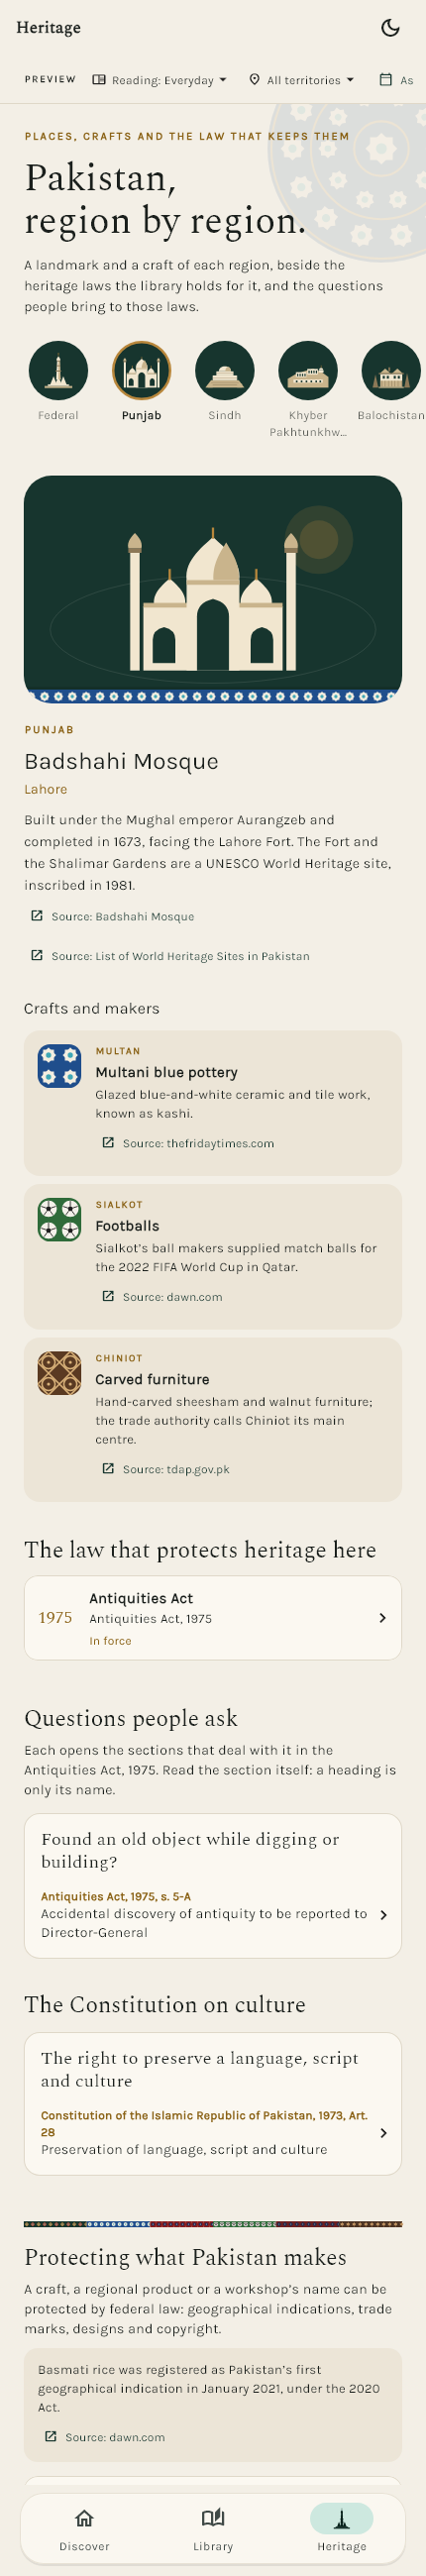 Heritage
PREVIEW Reading: Everyday All territories As
PLACES, CRAFTS AND THE LAW THAT KEEPS THEM
Pakistan,
region by region.
A landmark and a craft of each region, beside the
heritage laws the library holds for it, and the questions
people bring to those laws.
Federal Punjab Sindh Khyber Balochistan
Pakhtunkhw…
PUNJAB
Badshahi Mosque
Lahore
Built under the Mughal emperor Aurangzeb and
completed in 1673, facing the Lahore Fort. The Fort and
the Shalimar Gardens are a UNESCO World Heritage site,
inscribed in 1981.
Source: Badshahi Mosque
Source: List of World Heritage Sites in Pakistan
Crafts and makers
MULTAN
Multani blue pottery
Glazed blue-and-white ceramic and tile work,
known as kashi.
Source: thefridaytimes.com
SIALKOT
Footballs
Sialkot's ball makers supplied match balls for
the 2022 FIFA World Cup in Qatar.
Source: dawn.com
CHINIOT
Carved furniture
Hand-carved sheesham and walnut furniture;
the trade authority calls Chiniot its main
centre.
Source: tdap.gov.pk
The law that protects heritage here
Antiquities Act
1975 Antiquities Act, 1975
In force
Questions people ask
Each opens the sections that deal with it in the
Antiquities Act, 1975. Read the section itself: a heading is
only its name.
Found an old object while digging or
building?
Antiquities Act, 1975, s. 5-A
Accidental discovery of antiquity to be reported to
Director-General
The Constitution on culture
The right to preserve a language, script
and culture
Constitution of the Islamic Republic of Pakistan, 1973, Art.
28
Preservation of language, script and culture
Protecting what Pakistan makes
A craft, a regional product or a workshop's name can be
protected by federal law: geographical indications, trade
marks, designs and copyright.
Basmati rice was registered as Pakistan's first
geographical indication in January 2021, under the 2020
Act.
Source: dawn.com
Discover Library Heritage